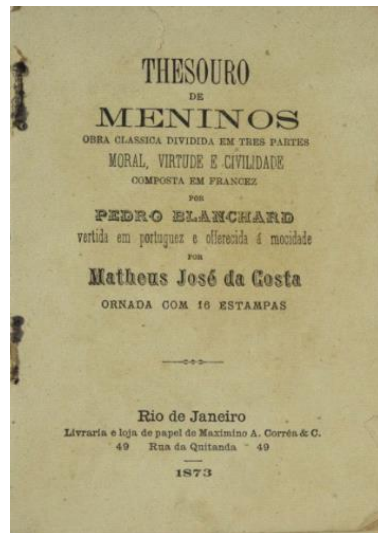 THESOURO
DE
MENINOS
OBRA CLASSICA DIVIDIDA EM TRES PARTES
MORAL, VIRTUDE E CIVILIDADE
COMPOSTA EM FRANCEZ
POR
PEDRO BLANCHARD
vertida em portuguez e offerecida á mocidade
POR
Matheus José da Costa
ORNADA COM 16 ESTAMPAS
Rio de Janeiro
Livraria e loja de papel de Maximino A. Corrêa & C.
49 Rua da Quitanda 49
1873